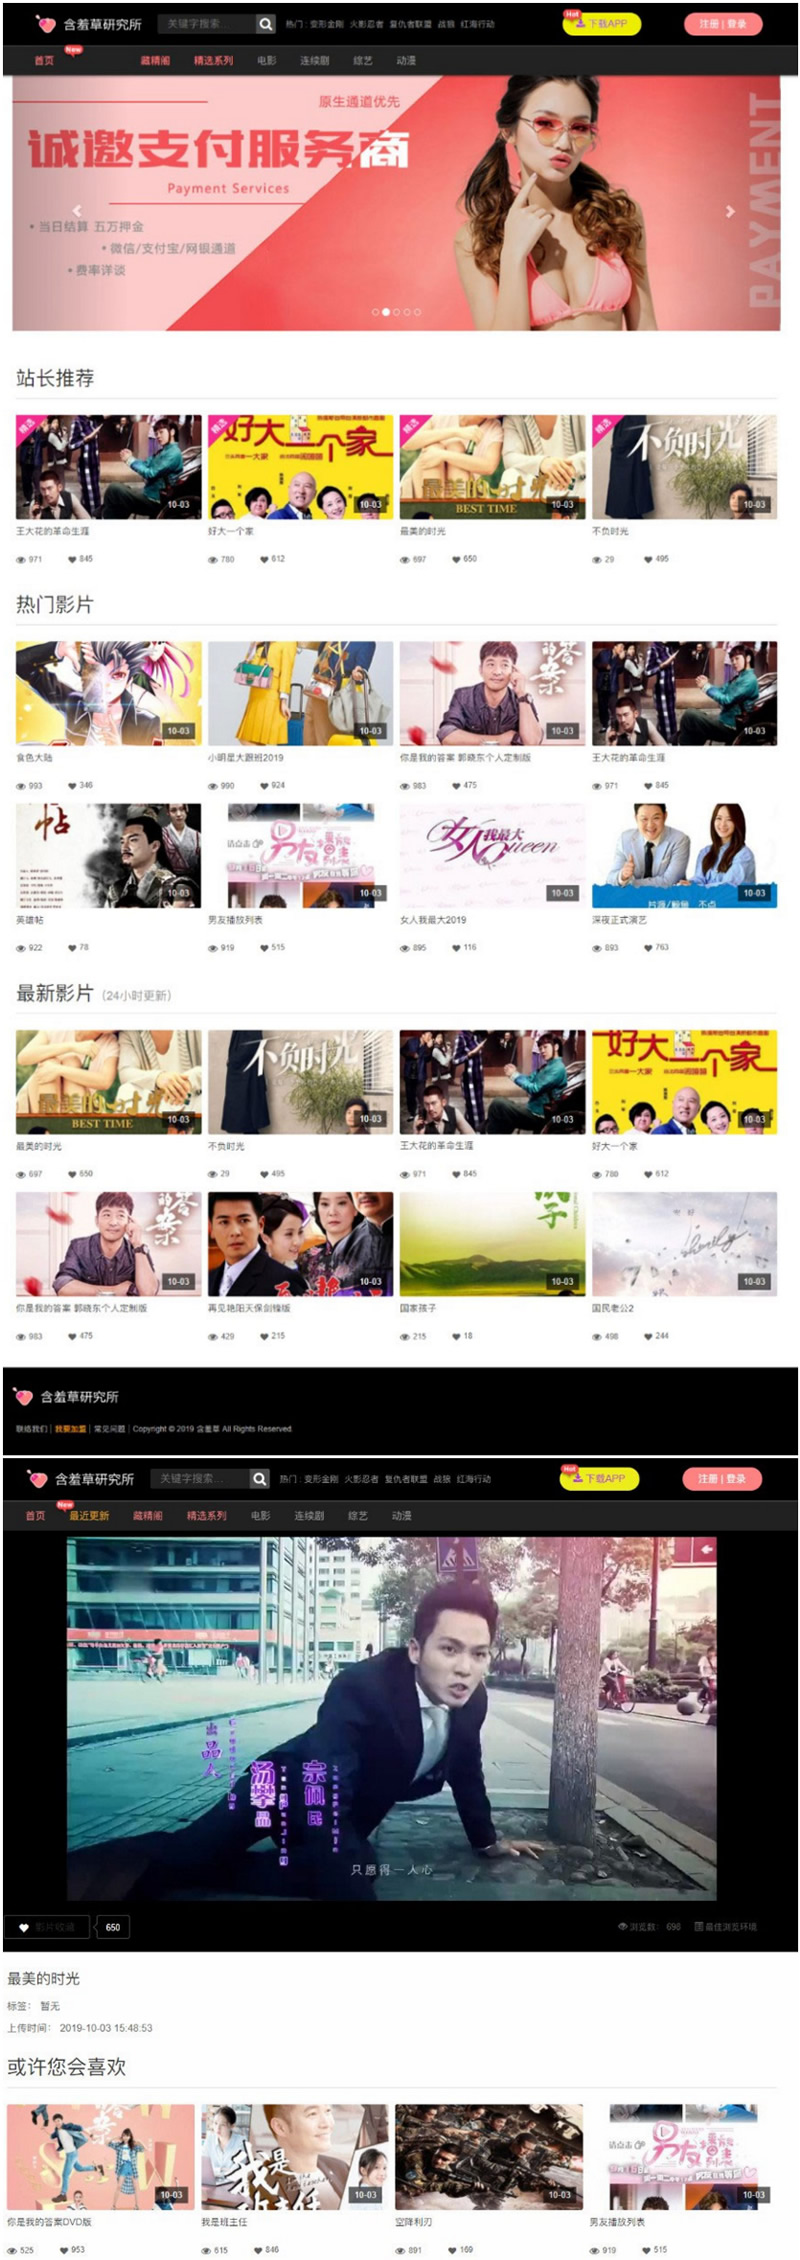 含羞草研究所 关键字搜索... 热门 : 变形金刚 火影忍者 复仇者联盟 战狼 红海行动 Hot 下载APP 注册 | 登录
首页 New 藏精阁 精选系列 电影 连续剧 综艺 动漫
原生通道优先
诚邀支付服务商
Payment Services
• 当日结算 五万押金
• 微信/支付宝/网银通道
• 费率详谈
PAYMENT
站长推荐
精选 10-03 精选 好大一个家 10-03 精选 最美的时光 BEST TIME 10-03 精选 不负时光 10-03
王大花的革命生涯 好大一个家 最美的时光 不负时光
971 845 780 612 697 650 29 495
热门影片
10-03 10-03 的答案 10-03 10-03
食色大陆 小明星大跟班2019 你是我的答案 郭晓东个人定制版 王大花的革命生涯
993 346 990 924 983 475 971 845
帖 10-03 请点击 男友 10-03 女人我最大 Queen 10-03 10-03
英雄帖 男友播放列表 女人我最大2019 深夜正式演艺
922 78 919 515 895 116 893 763
最新影片 (24小时更新)
最美的时光 BEST TIME 10-03 不负时光 10-03 10-03 好大一个家 10-03
最美的时光 不负时光 王大花的革命生涯 好大一个家
697 650 29 495 971 845 780 612
的答案 10-03 10-03 子 10-03 10-03
你是我的答案 郭晓东个人定制版 再见艳阳天保剑锋版 国家孩子 国民老公2
983 475 429 215 215 18 498 244
含羞草研究所
联络我们 | 我要加盟 | 常见问题 | Copyright © 2019 含羞草 All Rights Reserved
含羞草研究所 关键字搜索... 热门 : 变形金刚 火影忍者 复仇者联盟 战狼 红海行动 Hot 下载APP 注册 | 登录
首页 New 最近更新 藏精阁 精选系列 电影 连续剧 综艺 动漫
出品人
汤攀晶
宗佩民
只愿得一人心
影片收藏 650 浏览数: 698 最佳浏览环境
最美的时光
标签: 暂无
上传时间: 2019-10-03 15:48:53
或许您会喜欢
答案 10-03 我是班主任 10-03 10-03 请点击 男友 10-03
你是我的答案DVD版 我是班主任 空降利刃 男友播放列表
525 953 615 846 891 169 919 515